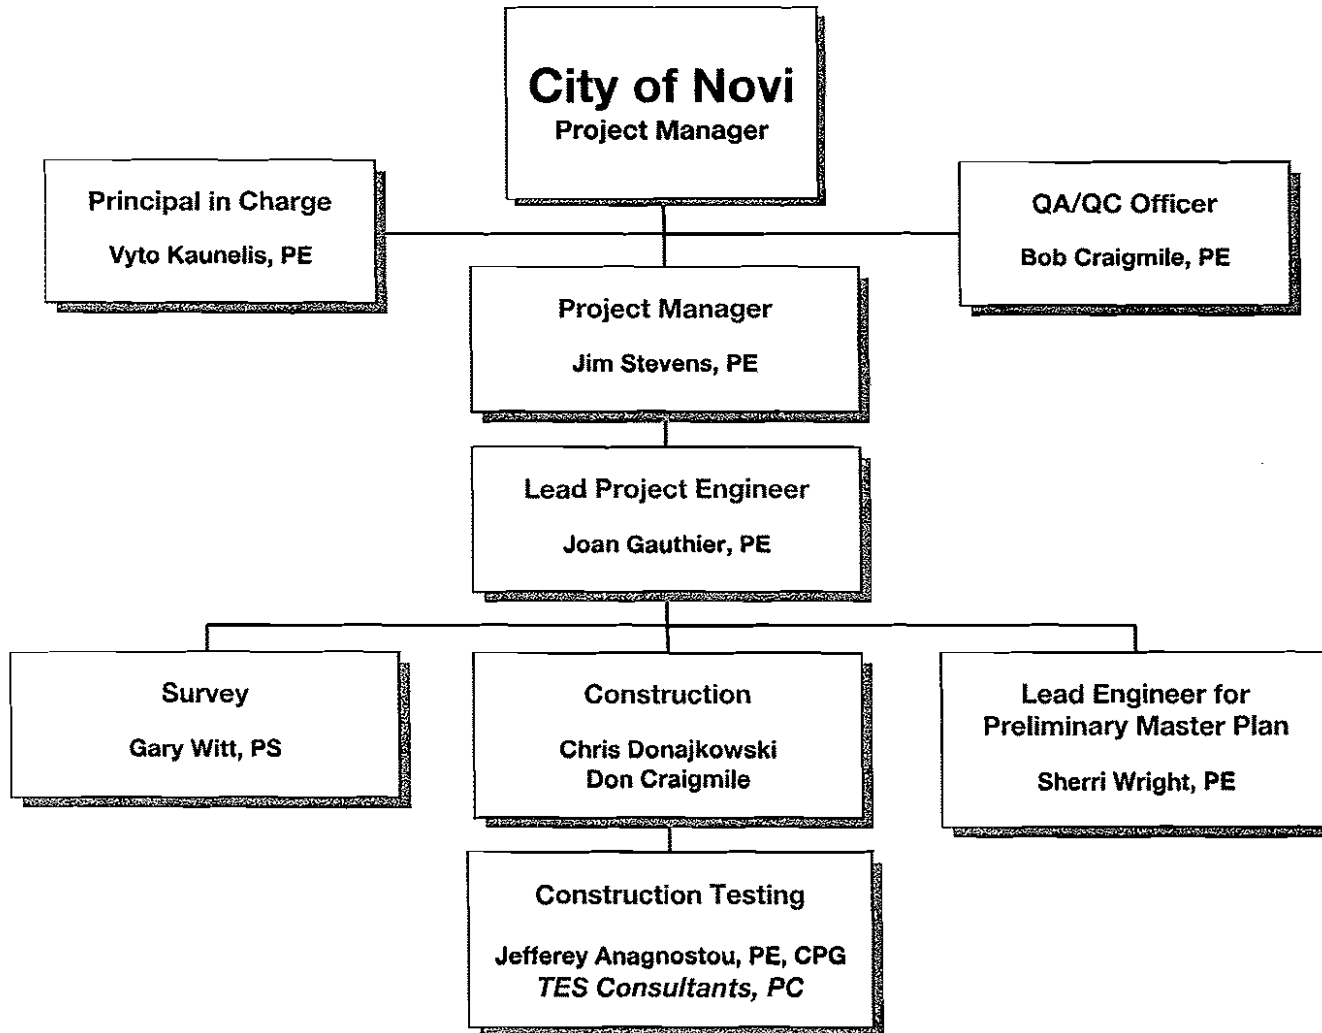 City of Novi
Project Manager
Principal in Charge
Vyto Kaunelis, PE
QA/QC Officer
Bob Craigmile, PE
Project Manager
Jim Stevens, PE
Lead Project Engineer
Joan Gauthier, PE
Survey
Gary Witt, PS
Construction
Chris Donajkowski
Don Craigmile
Lead Engineer for
Preliminary Master Plan
Sherri Wright, PE
Construction Testing
Jefferey Anagnostou, PE, CPG
TES Consultants, PC